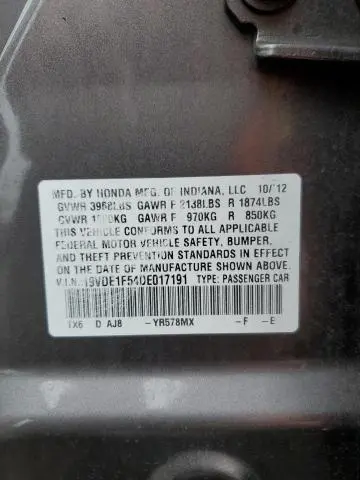 MFD. BY HONDA MFG. OF INDIANA, LLC 10/12
GVWR 3968LBS GAWR F 2138LBS R 1874LBS
GVWR KG GAWR F 970KG R 850KG
THIS VEHICLE CONFORMS TO ALL APPLICABLE
FEDERAL MOTOR VEHICLE SAFETY, BUMPER,
AND THEFT PREVENTION STANDARDS IN EFFECT
ON THE DATE OF MANUFACTURE SHOWN ABOVE.
V.I.N.: 19VDE1F54DE017191 TYPE: PASSENGER CAR
TX6 D AJ8 -YR578MX -F -E